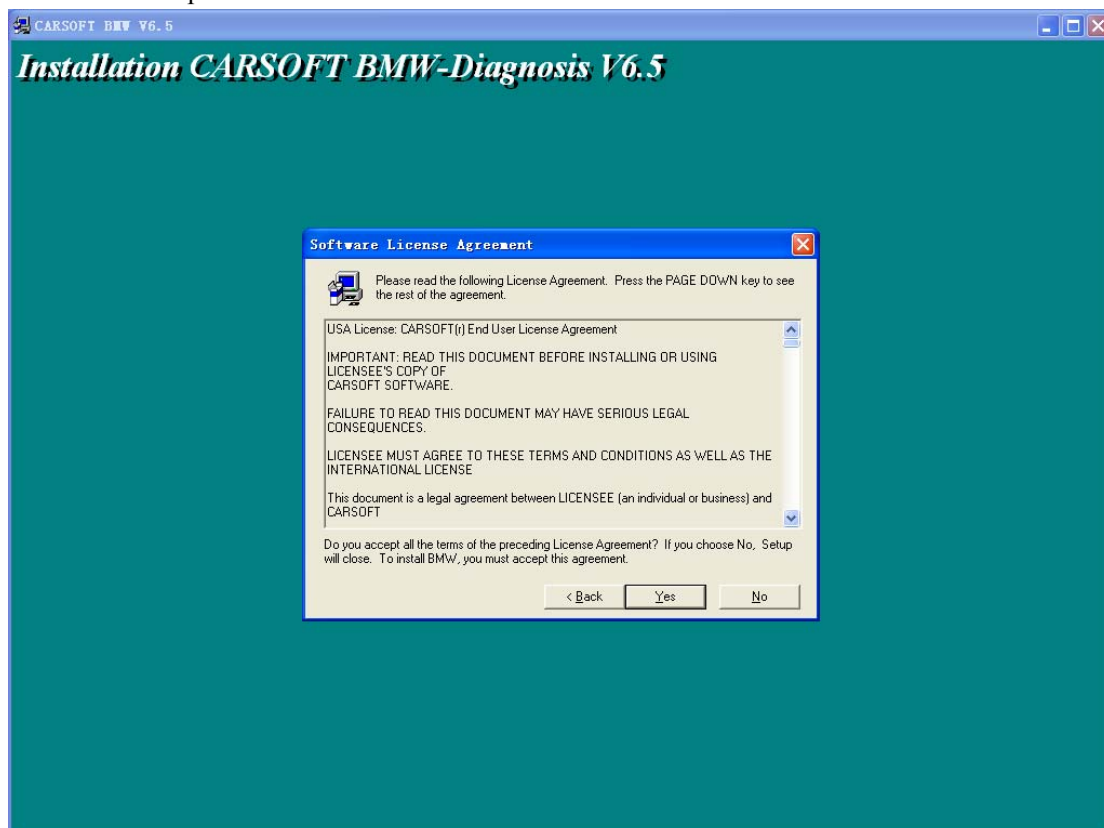 CARSOFT BMW V6.5
Installation CARSOFT BMW-Diagnosis V6.5
Software License Agreement
Please read the following License Agreement. Press the PAGE DOWN key to see
the rest of the agreement.
USA License: CARSOFT(r) End User License Agreement
IMPORTANT: READ THIS DOCUMENT BEFORE INSTALLING OR USING
LICENSEE'S COPY OF
CARSOFT SOFTWARE.
FAILURE TO READ THIS DOCUMENT MAY HAVE SERIOUS LEGAL
CONSEQUENCES.
LICENSEE MUST AGREE TO THESE TERMS AND CONDITIONS AS WELL AS THE
INTERNATIONAL LICENSE
This document is a legal agreement between LICENSEE (an individual or business) and
CARSOFT
Do you accept all the terms of the preceding License Agreement? If you choose No, Setup
will close. To install BMW, you must accept this agreement.
< Back
Yes
No